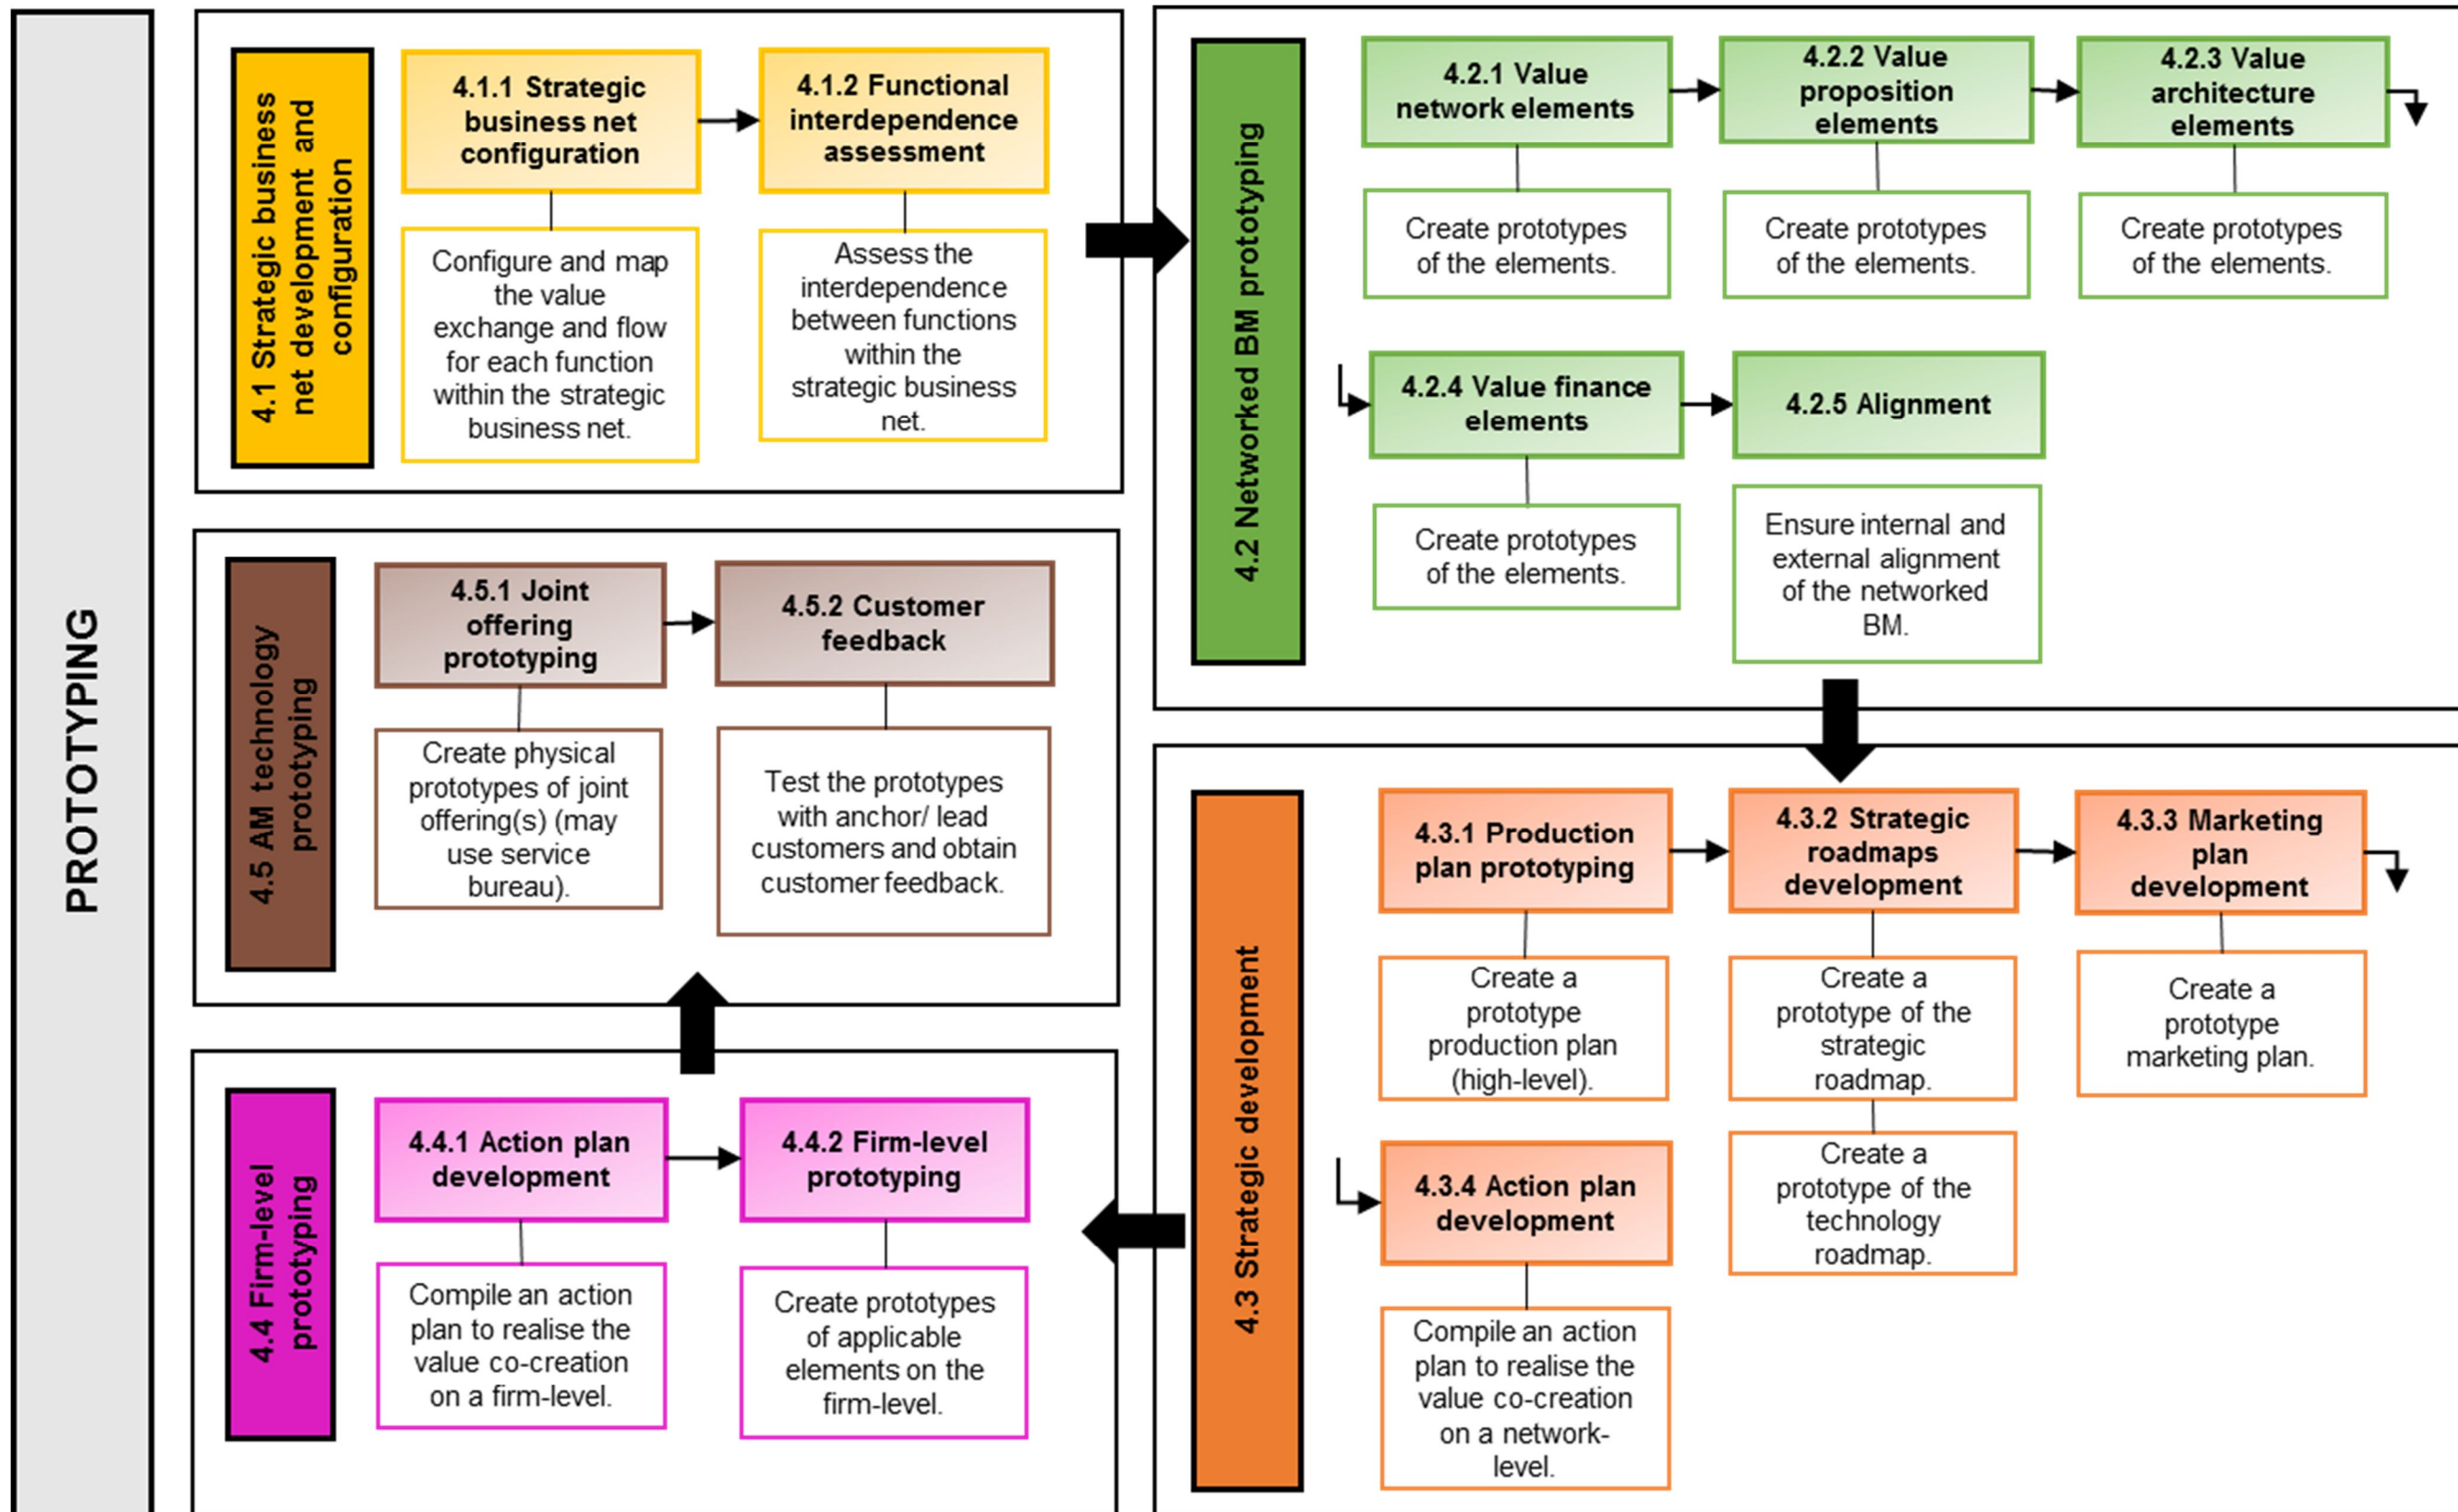 PROTOTYPING
4.1 Strategic business
net development and
configuration
4.1.1 Strategic
business net
configuration
4.1.2 Functional
interdependence
assessment
Configure and map
the value
exchange and flow
for each function
within the strategic
business net.
Assess the
interdependence
between functions
within the
strategic business
net.
4.2 Networked BM prototyping
4.2.1 Value
network elements
4.2.2 Value
proposition
elements
4.2.3 Value
architecture
elements
Create prototypes
of the elements.
Create prototypes
of the elements.
Create prototypes
of the elements.
4.2.4 Value finance
elements
4.2.5 Alignment
Create prototypes
of the elements.
Ensure internal and
external alignment
of the networked
BM.
4.3 Strategic development
4.3.1 Production
plan prototyping
4.3.2 Strategic
roadmaps
development
4.3.3 Marketing
plan
development
Create a
prototype
production plan
(high-level).
Create a
prototype of the
strategic
roadmap.
Create a
prototype
marketing plan.
Create a
prototype of the
technology
roadmap.
4.3.4 Action plan
development
Compile an action
plan to realise the
value co-creation
on a network-
level.
4.4 Firm-level
prototyping
4.4.1 Action plan
development
4.4.2 Firm-level
prototyping
Compile an action
plan to realise the
value co-creation
on a firm-level.
Create prototypes
of applicable
elements on the
firm-level.
4.5 AM technology
prototyping
4.5.1 Joint
offering
prototyping
4.5.2 Customer
feedback
Create physical
prototypes of joint
offering(s) (may
use service
bureau).
Test the prototypes
with anchor/ lead
customers and obtain
customer feedback.